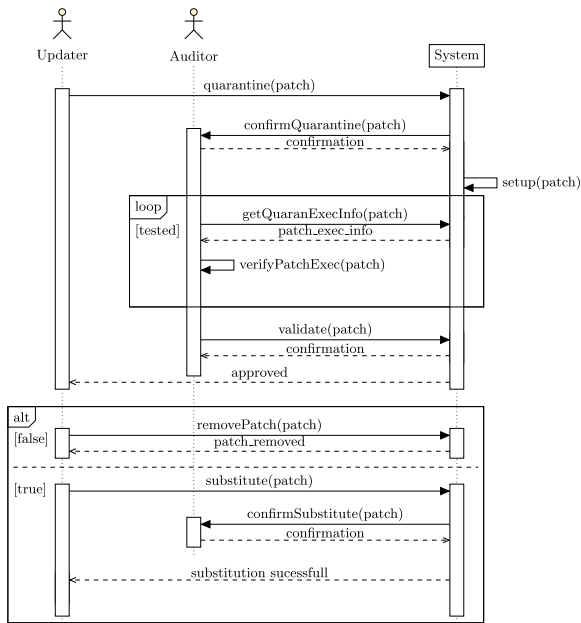 Updater
Auditor
System
quarantine(patch)
confirmQuarantine(patch)
confirmation
setup(patch)
loop
getQuaranExecInfo(patch)
[tested]
patch_exec_info
verifyPatchExec(patch)
validate(patch)
confirmation
approved
alt
removePatch(patch)
[false]
patch_removed
[true]
substitute(patch)
confirmSubstitute(patch)
confirmation
substitution sucessfull